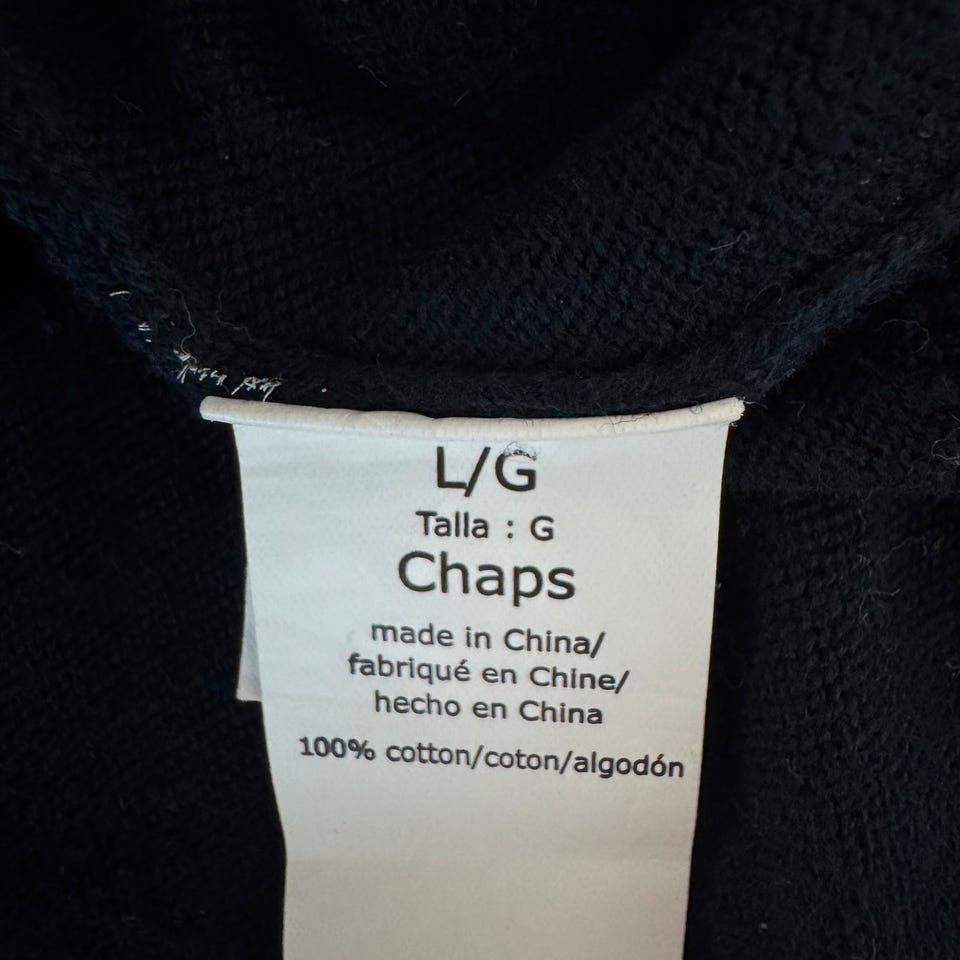 L/G
Talla : G
Chaps
made in China/
fabriqué en Chine/
hecho en China
100% cotton/coton/algodón